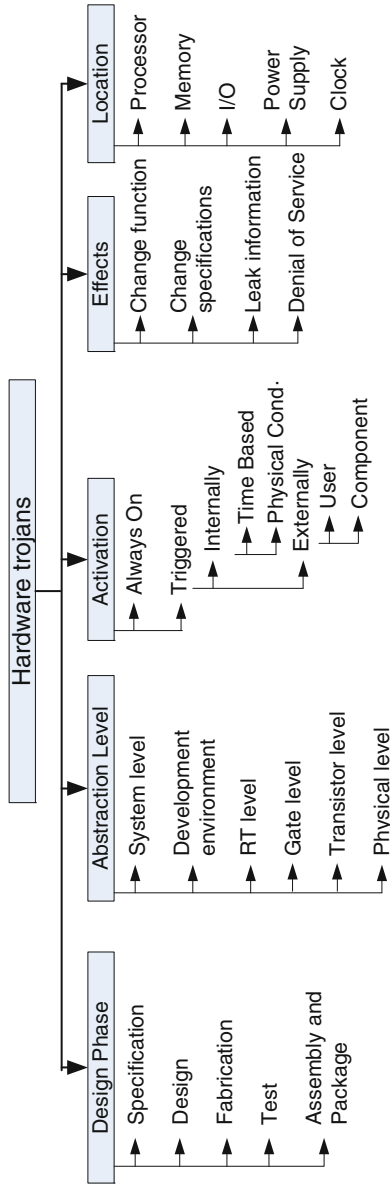 Hardware trojans
Design Phase
Specification
Design
Fabrication
Test
Assembly and
Package
Abstraction Level
System level
Development
environment
RT level
Gate level
Transistor level
Physical level
Activation
Always On
Triggered
Internally
Time Based
Physical Cond.
Externally
User
Component
Effects
Change function
Change
specifications
Leak information
Denial of Service
Location
Processor
Memory
I/O
Power
Supply
Clock